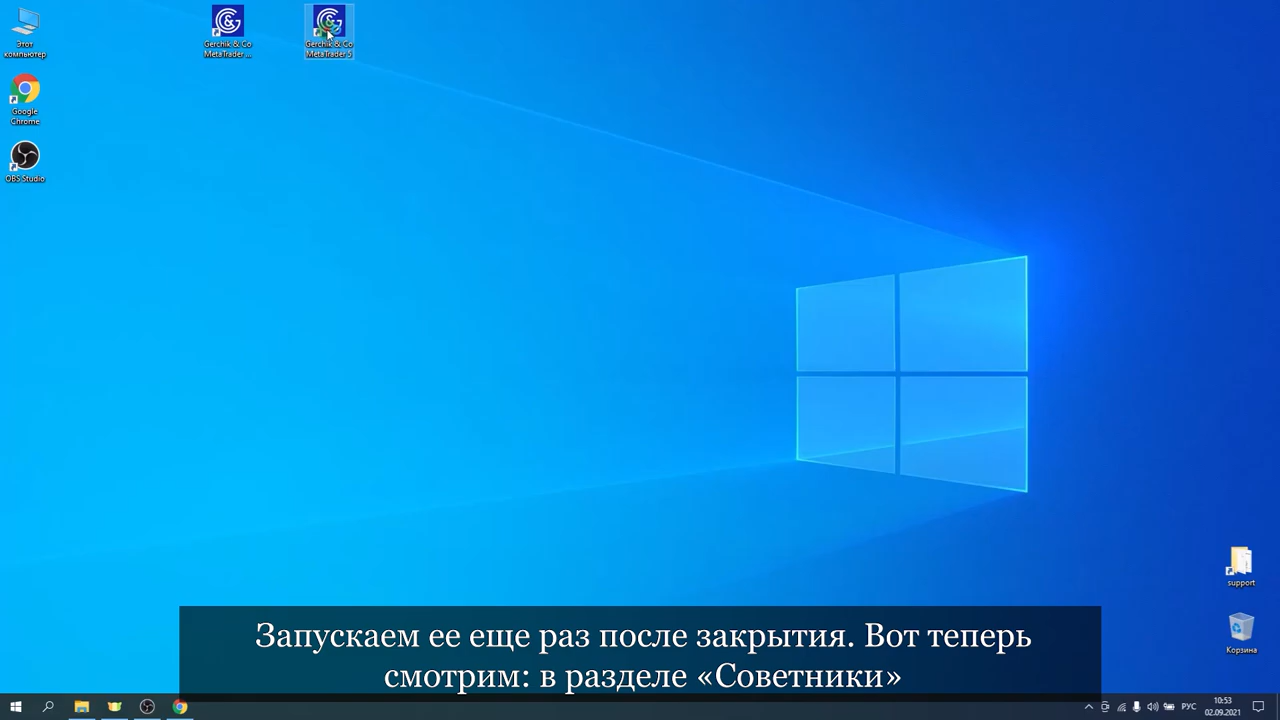 Этот
компьютер
Gerchik & Co
MetaTrader ...
Gerchik & Co
MetaTrader 5
Google
Chrome
OBS Studio
support
Корзина
Запускаем ее еще раз после закрытия. Вот теперь
смотрим: в разделе «Советники»
РУС
10:53
02.09.2021